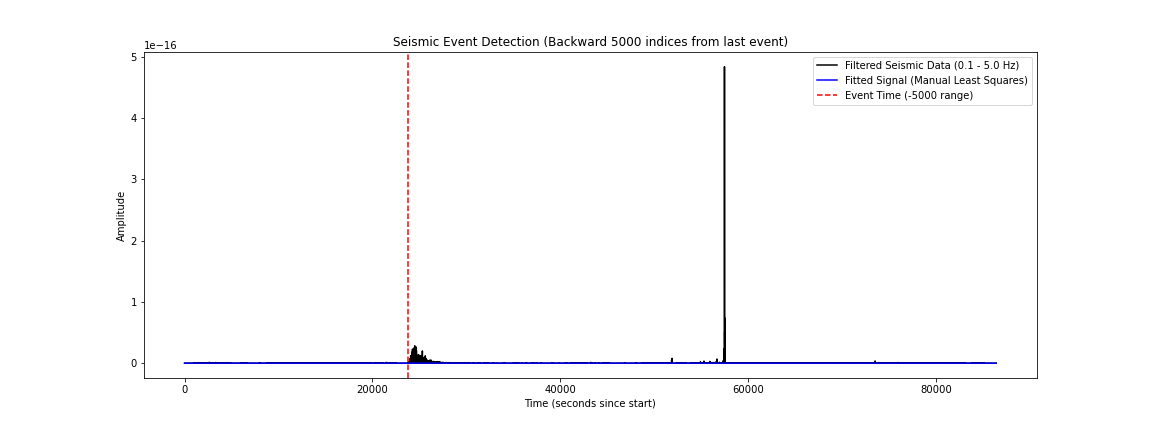 Seismic Event Detection (Backward 5000 indices from last event)
1e−16
5
4
3
2
1
0
Amplitude
Filtered Seismic Data (0.1 - 5.0 Hz)
Fitted Signal (Manual Least Squares)
Event Time (-5000 range)
0 20000 40000 60000 80000
Time (seconds since start)